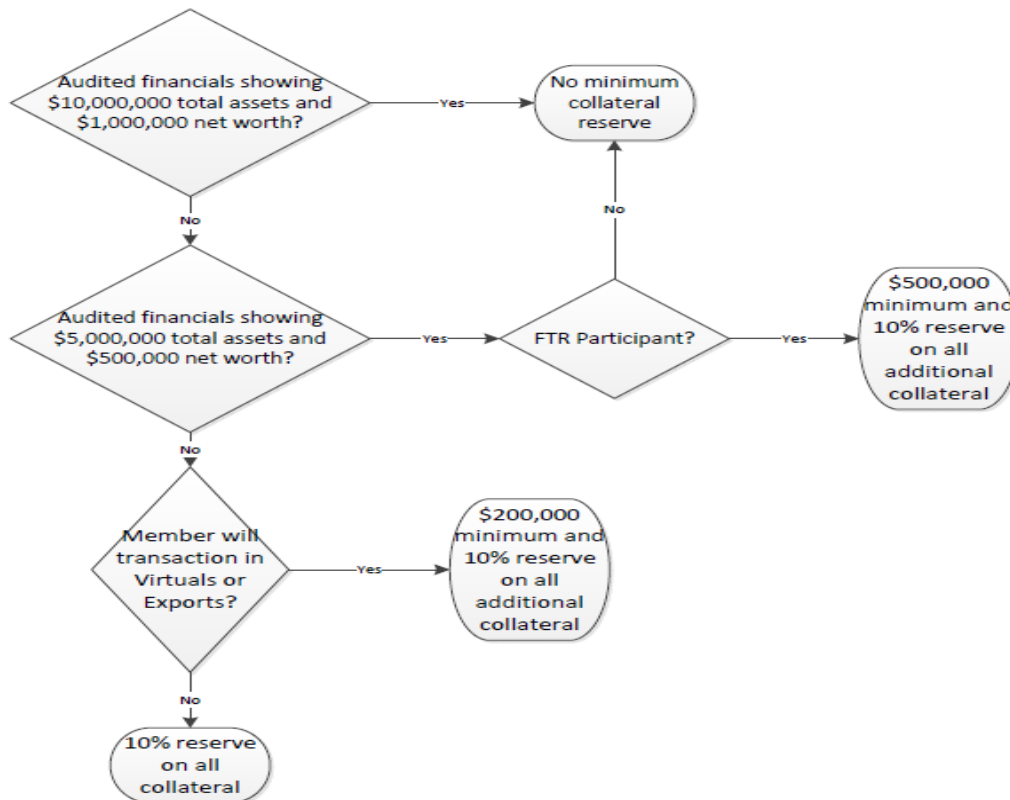 Audited financials showing
$10,000,000 total assets and
$1,000,000 net worth?
Yes
No minimum
collateral
reserve
No
No
Audited financials showing
$5,000,000 total assets and
$500,000 net worth?
Yes
FTR Participant?
Yes
$500,000
minimum and
10% reserve
on all
additional
collateral
No
Member will
transaction in
Virtuals or
Exports?
Yes
$200,000
minimum and
10% reserve
on all
additional
collateral
No
10% reserve
on all
collateral